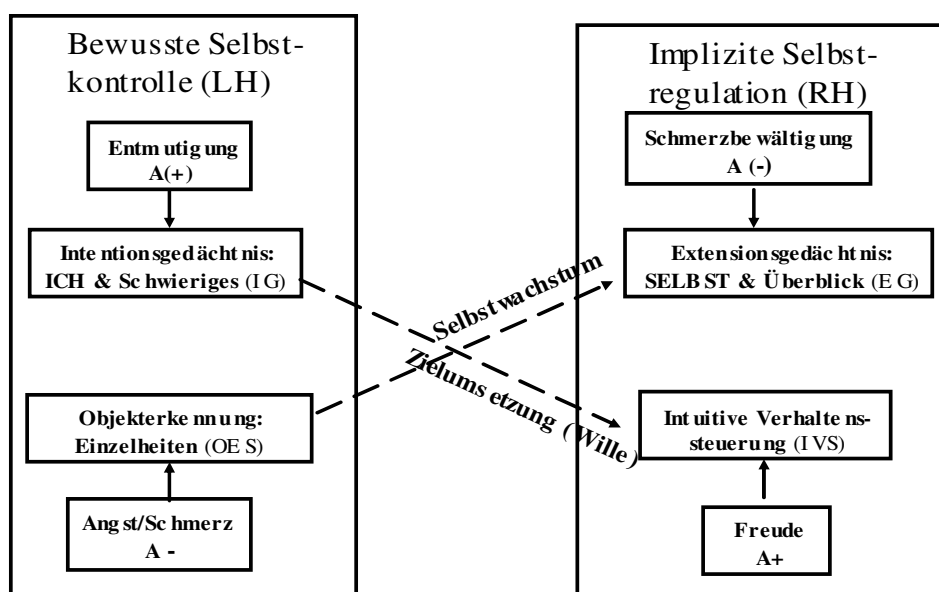 Bewusste Selbst-
kontrolle (LH)
Entmutigung
A(+)
Intentionsgedächtnis:
ICH & Schwieriges (IG)
Objekterkennung:
Einzelheiten (OES)
Angst/Schmerz
A -
Selbstwachstum
Zielumsetzung (Wille)
Implizite Selbst-
regulation (RH)
Schmerzbewältigung
A (-)
Extensionsgedächtnis:
SELBST & Überblick (EG)
Intuitive Verhaltens-
steuerung (IVS)
Freude
A+